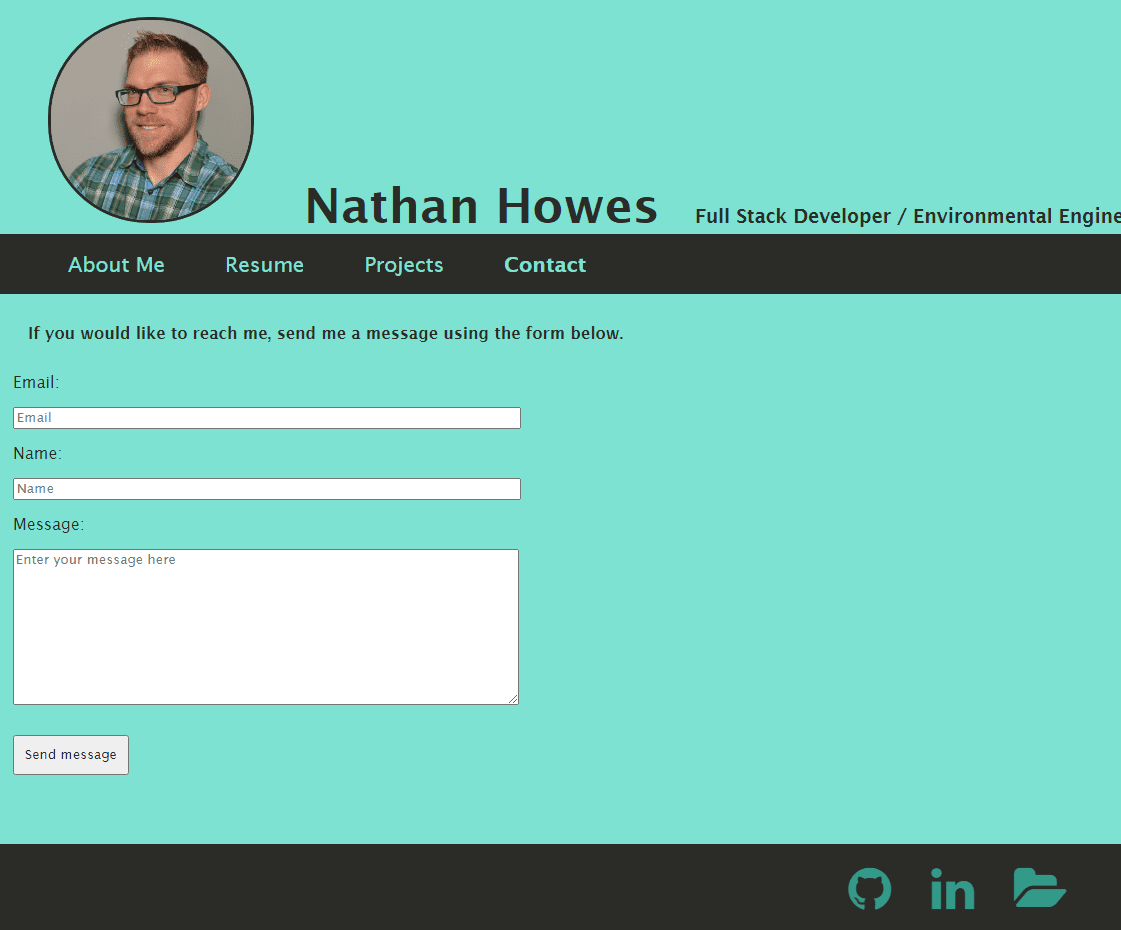 Nathan Howes
Full Stack Developer / Environmental Engine
About Me Resume Projects Contact
If you would like to reach me, send me a message using the form below.
Email:
Email
Name:
Name
Message:
Enter your message here
Send message
in